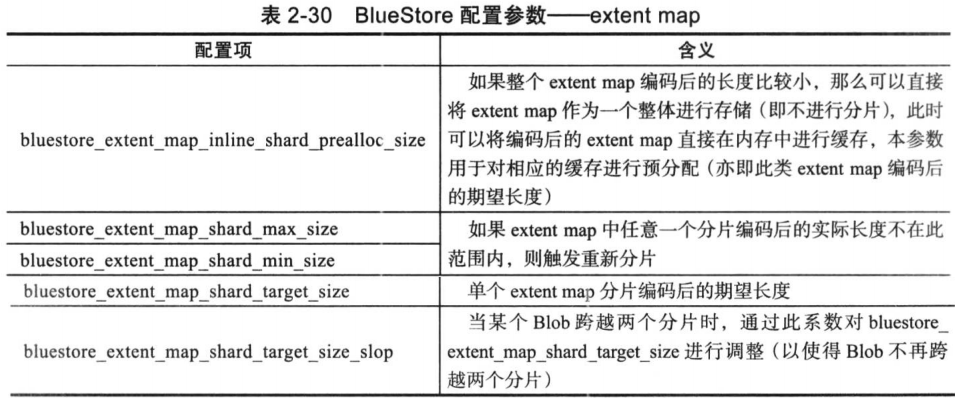 表 2-30 BlueStore 配置参数——extent map
配置项
含义
bluestore_extent_map_inline_shard_prealloc_size
如果整个 extent map 编码后的长度比较小，那么可以直接
将 extent map 作为一个整体进行存储（即不进行分片），此时
可以将编码后的 extent map 直接在内存中进行缓存，本参数
用于对相应的缓存进行预分配（亦即此类 extent map 编码后
的期望长度）
bluestore_extent_map_shard_max_size
bluestore_extent_map_shard_min_size
如果 extent map 中任意一个分片编码后的实际长度不在此
范围内，则触发重新分片
bluestore_extent_map_shard_target_size
单个 extent map 分片编码后的期望长度
bluestore_extent_map_shard_target_size_slop
当某个 Blob 跨越两个分片时，通过此系数对 bluestore_
extent_map_shard_target_size 进行调整（以使得 Blob 不再跨
越两个分片）